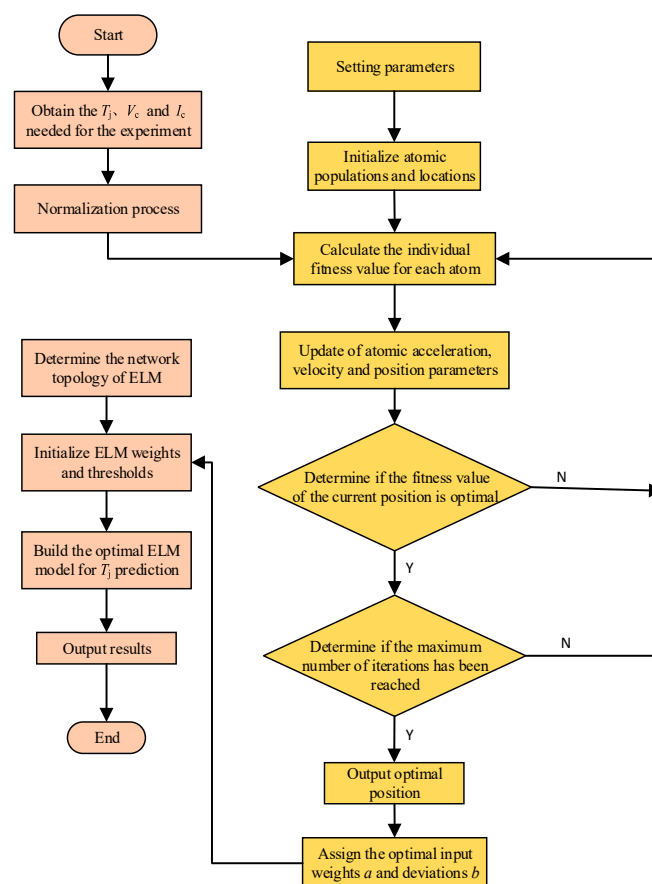 Start
Obtain the Tj、Vc and Ic
needed for the experiment
Normalization process
Setting parameters
Initialize atomic
populations and locations
Calculate the individual
fitness value for each atom
Update of atomic acceleration,
velocity and position parameters
Determine if the fitness value
of the current position is optimal
N
Y
Determine if the maximum
number of iterations has been
reached
N
Y
Output optimal
position
Assign the optimal input
weights a and deviations b
Determine the network
topology of ELM
Initialize ELM weights
and thresholds
Build the optimal ELM
model for Tj prediction
Output results
End